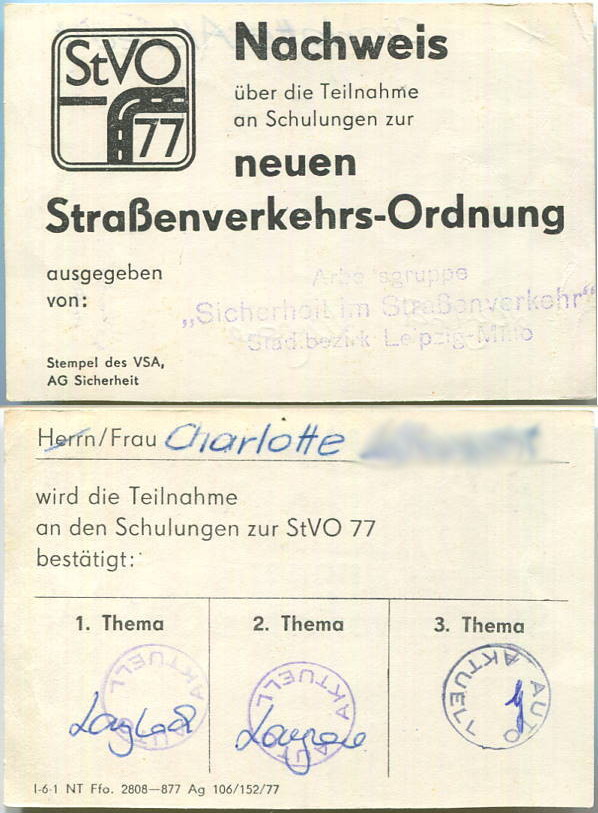 StVO
77
Nachweis
über die Teilnahme
an Schulungen zur
neuen
Straßenverkehrs-Ordnung
ausgegeben
von:
Arbeitsgruppe
„Sicherheit im Straßenverkehr“
Stadtbezirk Leipzig-Mitte
Stempel des VSA,
AG Sicherheit
Herrn/Frau Charlotte
wird die Teilnahme
an den Schulungen zur StVO 77
bestätigt:
1. Thema 2. Thema 3. Thema
AUTO AKTUELL AUTO AKTUELL AUTO AKTUELL
I-6-1 NT Ffo. 2808—877 Ag 106/152/77